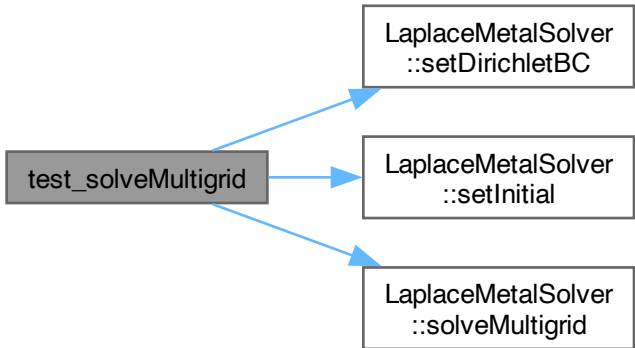 LaplaceMetalSolver
::setDirichletBC
test_solveMultigrid
LaplaceMetalSolver
::setInitial
LaplaceMetalSolver
::solveMultigrid